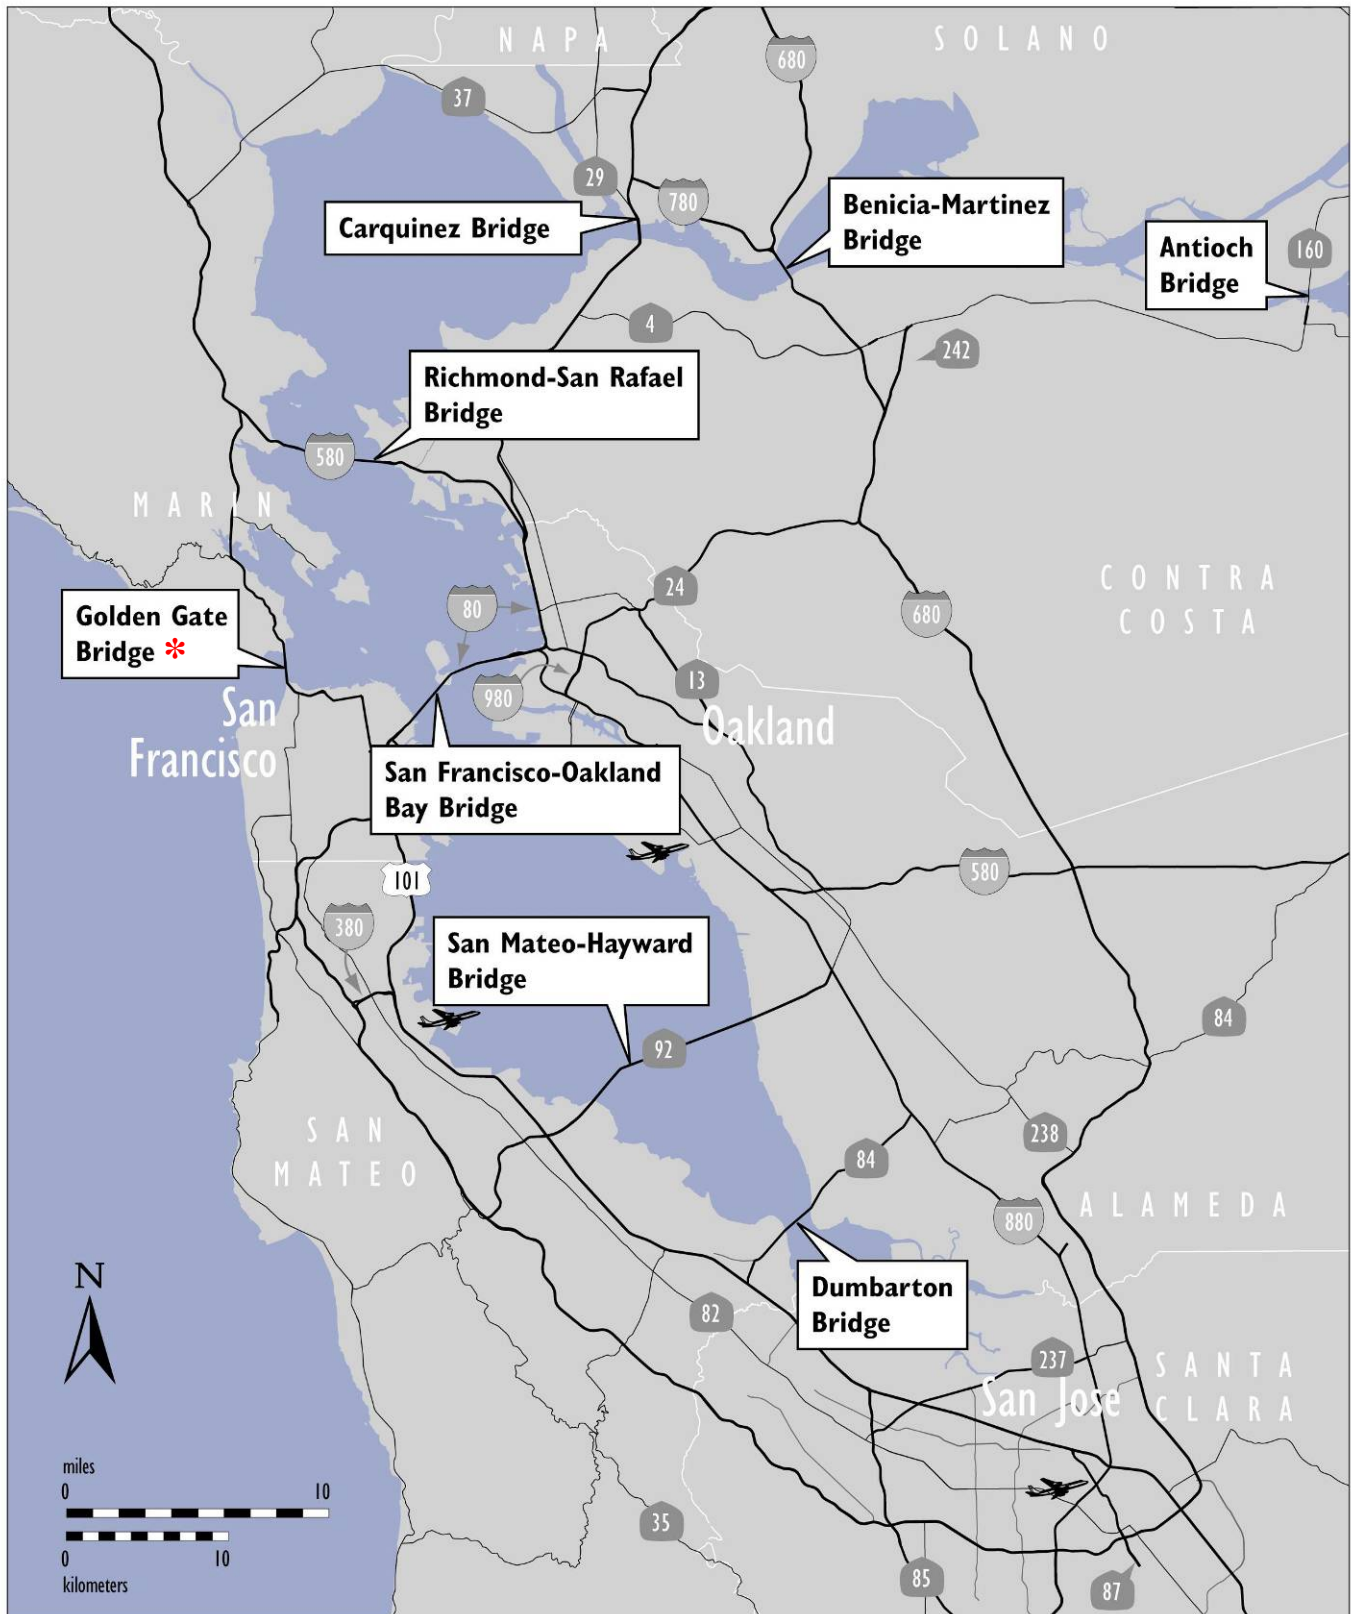 NAPA
SOLANO
680
37
29
780
Carquinez Bridge
Benicia-Martinez
Bridge
Antioch
Bridge
160
4
242
Richmond-San Rafael
Bridge
580
MARIN
80
24
680
CONTRA
COSTA
Golden Gate
Bridge *
980
13
San
Francisco
Oakland
San Francisco-Oakland
Bay Bridge
101
580
380
San Mateo-Hayward
Bridge
92
84
SAN
MATEO
238
84
880
ALAMEDA
N
Dumbarton
Bridge
82
237
SANTA
CLARA
San Jose
miles
0 10
0 10
kilometers
35
85
87